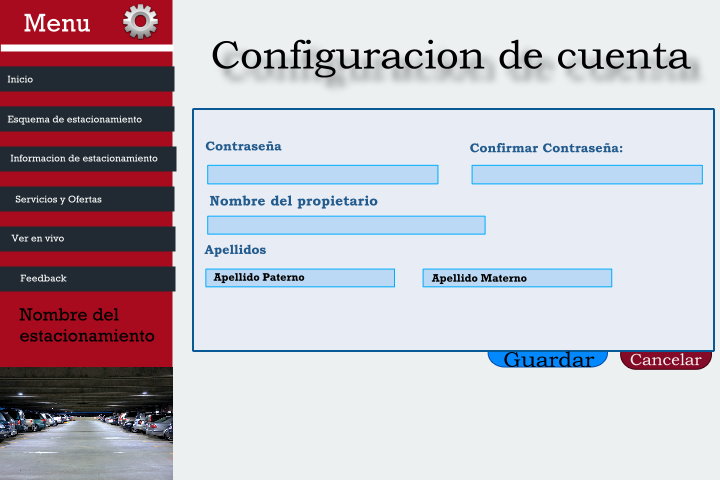 Menu
Inicio
Esquema de estacionamiento
Informacion de estacionamiento
Servicios y Ofertas
Ver en vivo
Feedback
Nombre del
estacionamiento
Configuracion de cuenta
Contraseña
Confirmar Contraseña:
Nombre del propietario
Apellidos
Apellido Paterno
Apellido Materno
Guardar
Cancelar